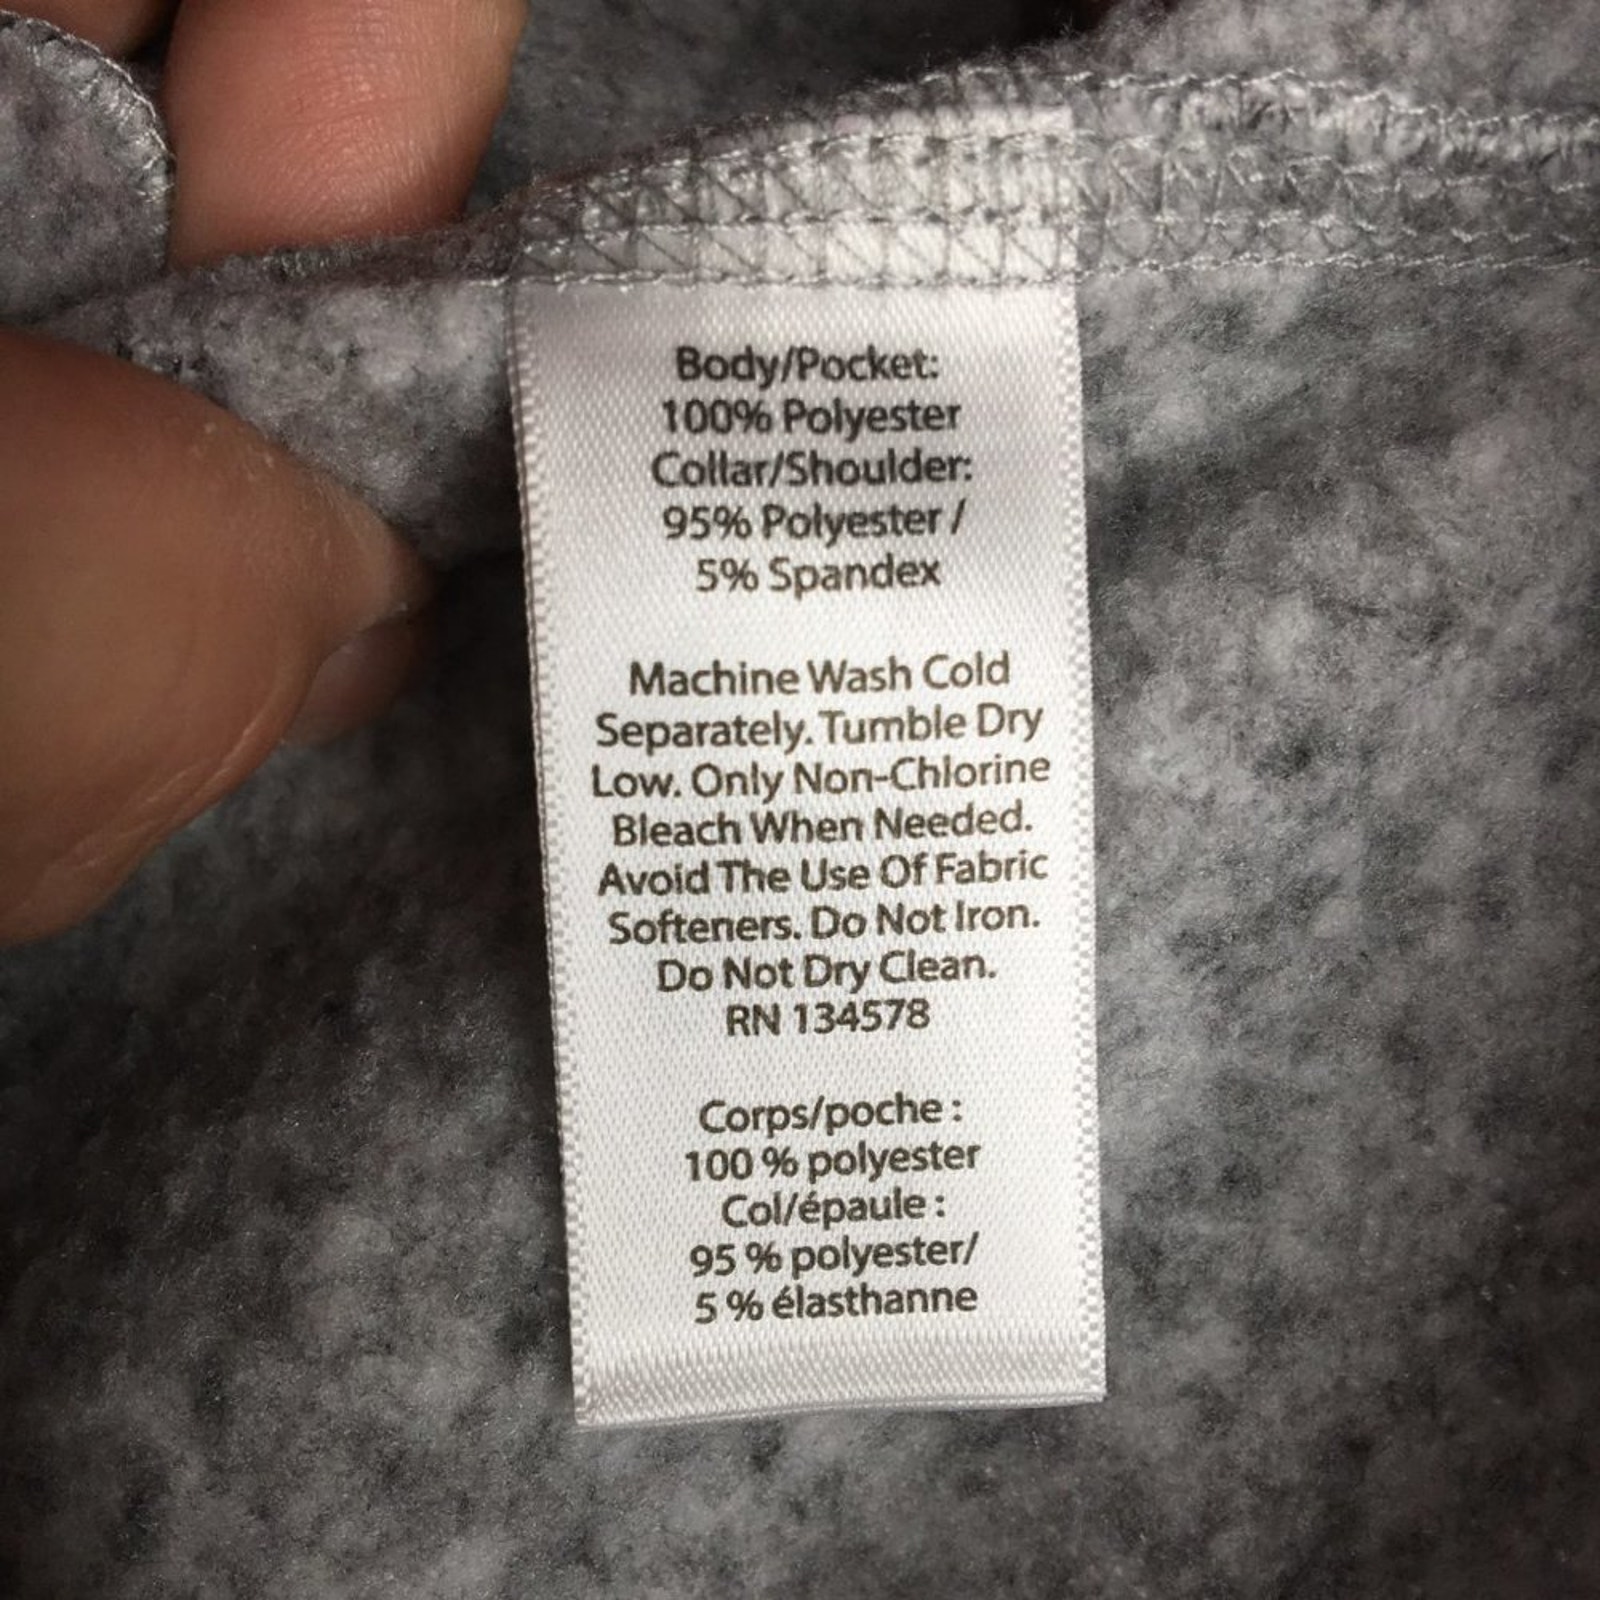 Body/Pocket:
100% Polyester
Collar/Shoulder:
95% Polyester /
5% Spandex
Machine Wash Cold
Separately. Tumble Dry
Low. Only Non-Chlorine
Bleach When Needed.
Avoid The Use Of Fabric
Softeners. Do Not Iron.
Do Not Dry Clean.
RN 134578
Corps/poche :
100 % polyester
Col/épaule :
95 % polyester/
5 % élasthanne